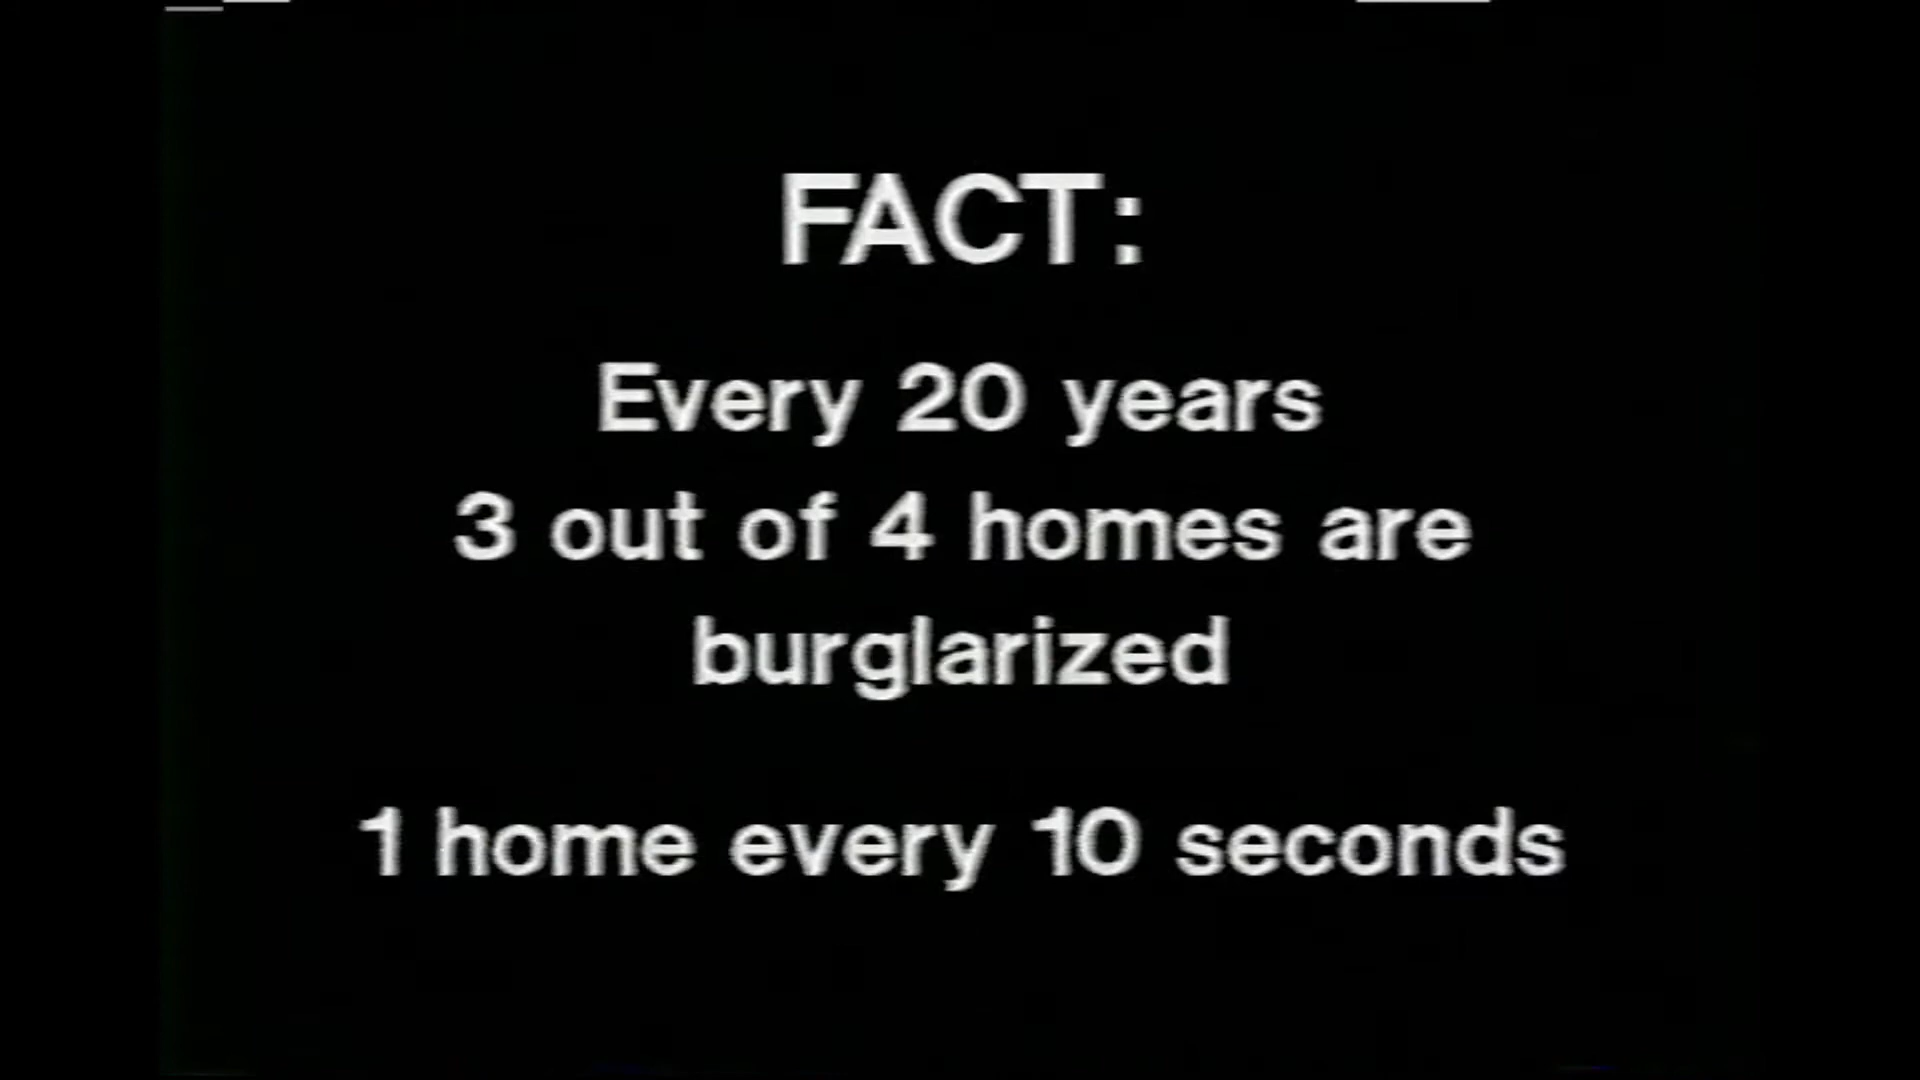 FACT:
Every 20 years
3 out of 4 homes are
burglarized
1 home every 10 seconds